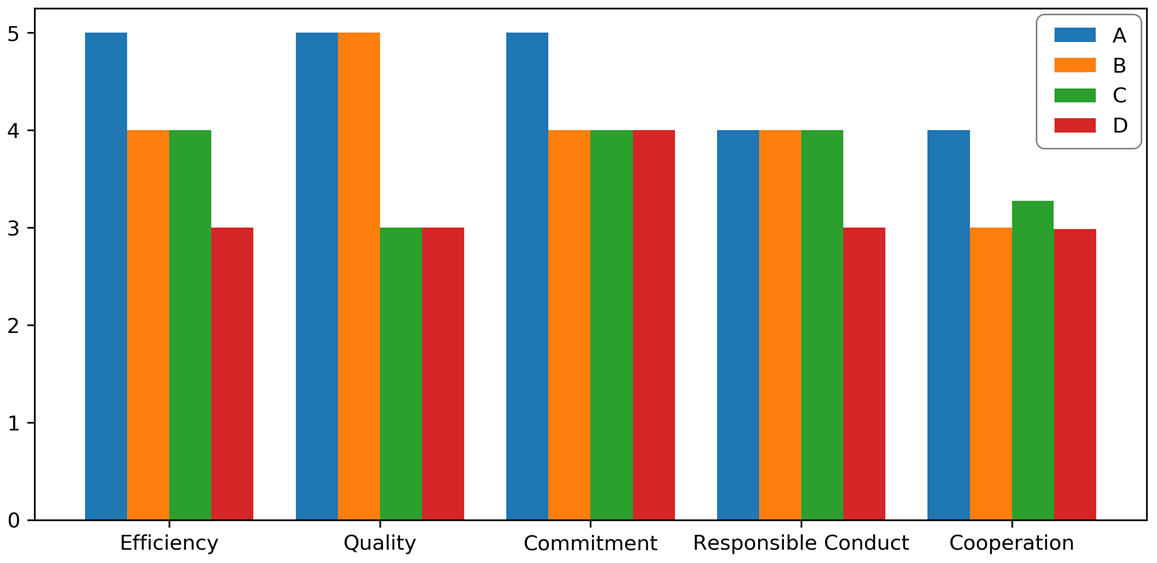 5
4
3
2
1
0
A
B
C
D
Efficiency
Quality
Commitment
Responsible Conduct
Cooperation